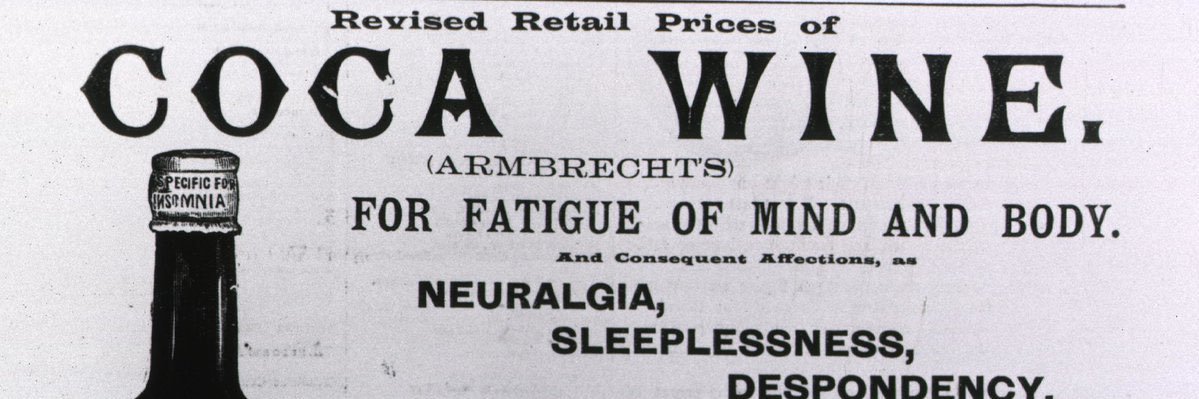 Revised Retail Prices of
COCA WINE.
(ARMBRECHT'S)
SPECIFIC FOR
INSOMNIA
FOR FATIGUE OF MIND AND BODY.
And Consequent Affections, as
NEURALGIA,
SLEEPLESSNESS,
DESPONDENCY,